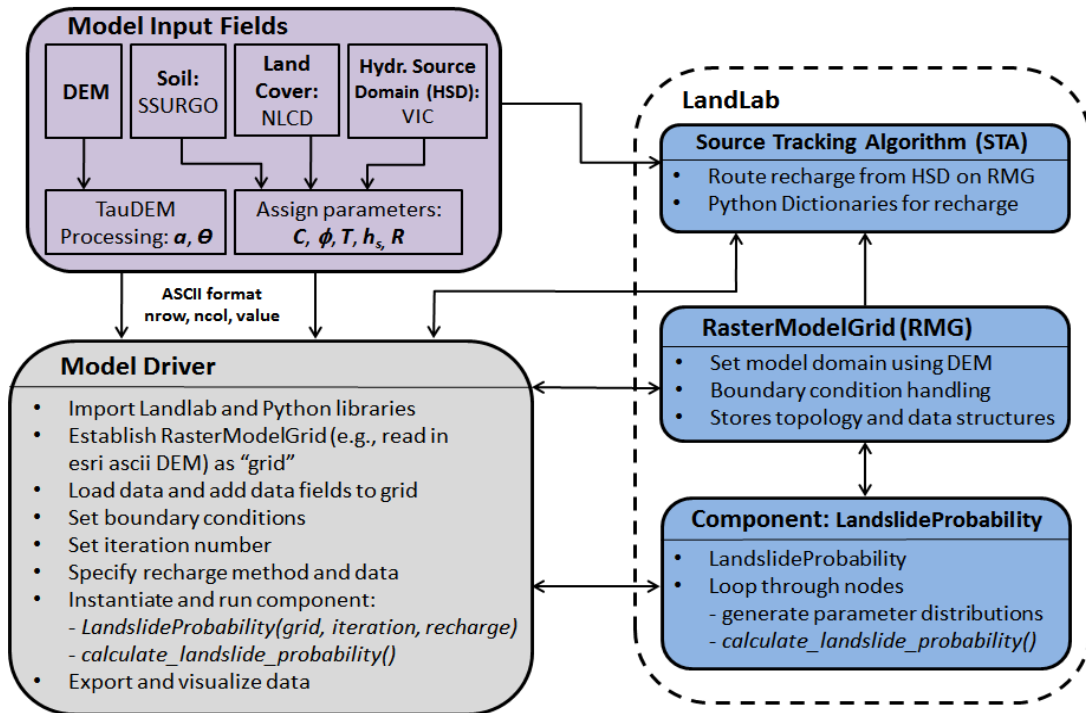 Model Input Fields
DEM
Soil:
SSURGO
Land
Cover:
NLCD
Hydr. Source
Domain (HSD):
VIC
TauDEM
Processing: a, Θ
Assign parameters:
C, ϕ, T, hs, R
ASCII format
nrow, ncol, value
Model Driver
• Import Landlab and Python libraries
• Establish RasterModelGrid (e.g., read in
esri ascii DEM) as “grid”
• Load data and add data fields to grid
• Set boundary conditions
• Set iteration number
• Specify recharge method and data
• Instantiate and run component:
- LandslideProbability(grid, iteration, recharge)
- calculate_landslide_probability()
• Export and visualize data
LandLab
Source Tracking Algorithm (STA)
• Route recharge from HSD on RMG
• Python Dictionaries for recharge
RasterModelGrid (RMG)
• Set model domain using DEM
• Boundary condition handling
• Stores topology and data structures
Component: LandslideProbability
• LandslideProbability
• Loop through nodes
- generate parameter distributions
- calculate_landslide_probability()